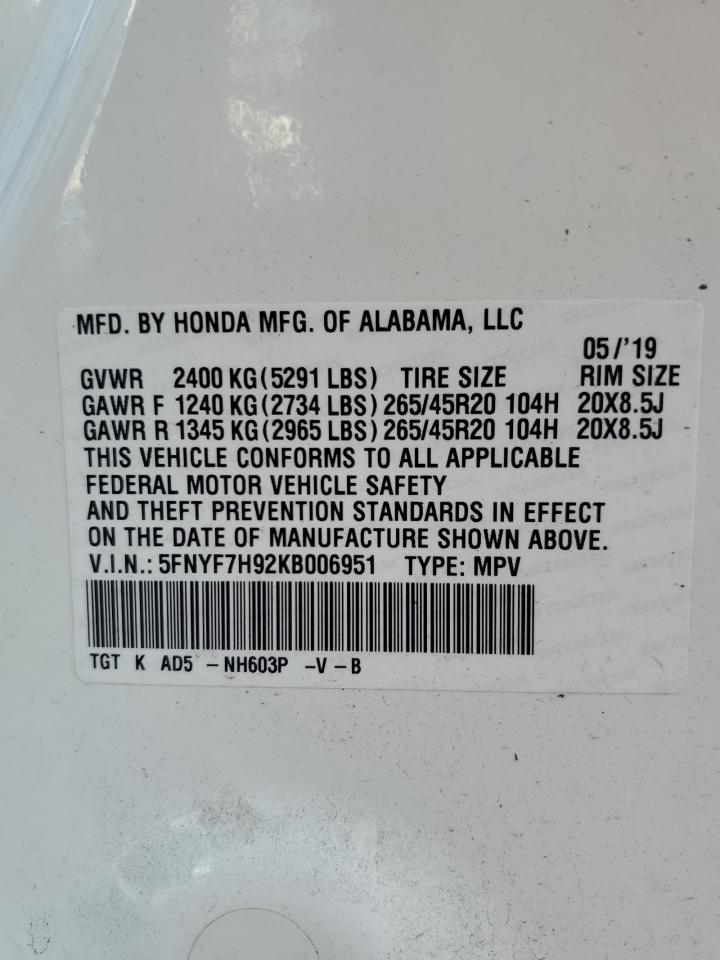 MFD. BY HONDA MFG. OF ALABAMA, LLC
05/'19
GVWR 2400 KG (5291 LBS) TIRE SIZE RIM SIZE
GAWR F 1240 KG (2734 LBS) 265/45R20 104H 20X8.5J
GAWR R 1345 KG (2965 LBS) 265/45R20 104H 20X8.5J
THIS VEHICLE CONFORMS TO ALL APPLICABLE
FEDERAL MOTOR VEHICLE SAFETY
AND THEFT PREVENTION STANDARDS IN EFFECT
ON THE DATE OF MANUFACTURE SHOWN ABOVE.
V.I.N.: 5FNYF7H92KB006951 TYPE: MPV
TGT K AD5 -NH603P -V -B